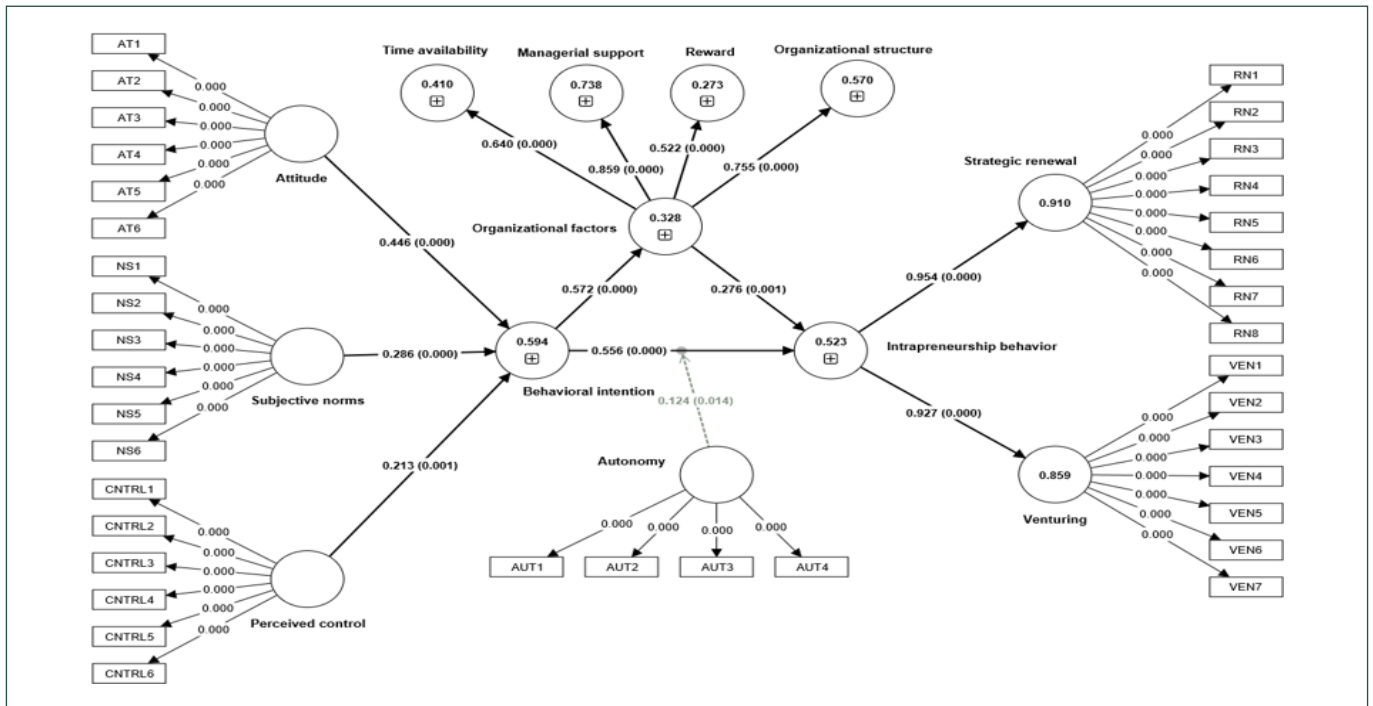 AT1
AT2
AT3
AT4
AT5
AT6
0.000
0.000
0.000
0.000
0.000
0.000
Attitude
NS1
NS2
NS3
NS4
NS5
NS6
0.000
0.000
0.000
0.000
0.000
0.000
Subjective norms
CNTRL1
CNTRL2
CNTRL3
CNTRL4
CNTRL5
CNTRL6
0.000
0.000
0.000
0.000
0.000
0.000
Perceived control
0.446 (0.000)
0.286 (0.000)
0.213 (0.001)
Time availability
0.410
Managerial support
0.738
Reward
0.273
Organizational structure
0.570
0.640 (0.000)
0.859 (0.000)
0.522 (0.000)
0.755 (0.000)
Organizational factors
0.328
0.572 (0.000)
0.276 (0.001)
0.594
Behavioral intention
0.556 (0.000)
0.124 (0.014)
0.523
Intrapreneurship behavior
Autonomy
0.000
0.000
0.000
0.000
AUT1
AUT2
AUT3
AUT4
0.954 (0.000)
0.927 (0.000)
Strategic renewal
0.910
0.000
0.000
0.000
0.000
0.000
0.000
0.000
0.000
RN1
RN2
RN3
RN4
RN5
RN6
RN7
RN8
0.859
Venturing
0.000
0.000
0.000
0.000
0.000
0.000
0.000
VEN1
VEN2
VEN3
VEN4
VEN5
VEN6
VEN7